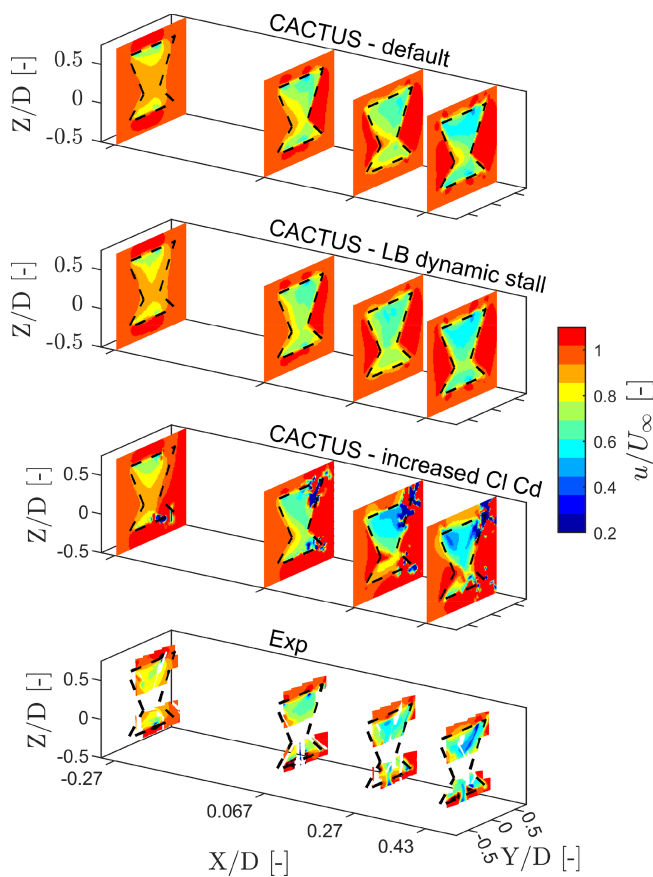 CACTUS - default
0.5
0
-0.5
Z/D [-]
CACTUS - LB dynamic stall
0.5
0
-0.5
Z/D [-]
CACTUS - increased Cl Cd
0.5
0
-0.5
Z/D [-]
Exp
0.5
0
-0.5
Z/D [-]
-0.27
0.067
0.27
0.43
X/D [-]
-0.5
0
0.5
Y/D [-]
1
0.8
0.6
0.4
0.2
u/U∞ [-]